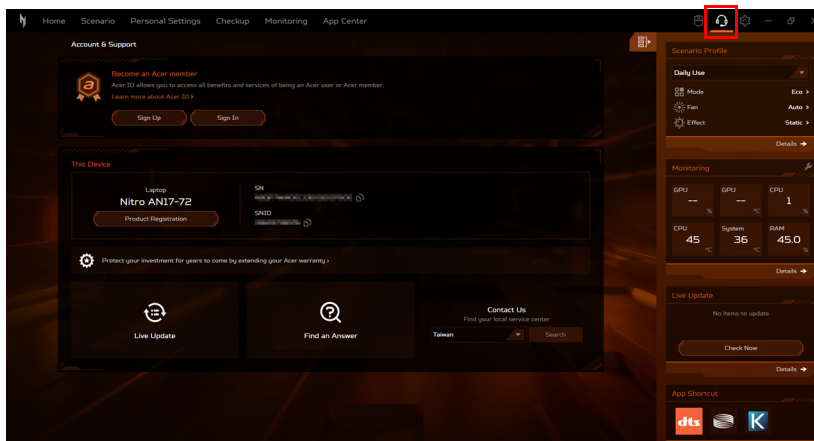 Home Scenario Personal Settings Checkup Monitoring App Center
Account & Support
Become an Acer member
Acer ID allows you to access all benefits and services of being an Acer user or Acer member.
Learn more about Acer ID >
Sign Up
Sign In
This Device
Laptop
Nitro AN17-72
Product Registration
SN
SNID
Protect your investment for years to come by extending your Acer warranty >
Live Update
Find an Answer
Contact Us
Find your local service center
Taiwan
Search
Scenario Profile
Daily Use
Mode Eco >
Fan Auto >
Effect Static >
Details →
Monitoring
GPU GPU CPU
-- % -- °C 1 %
CPU System RAM
45 °C 36 °C 45.0 %
Details →
Live Update
No items to update
Check Now
Details →
App Shortcut
dts
K